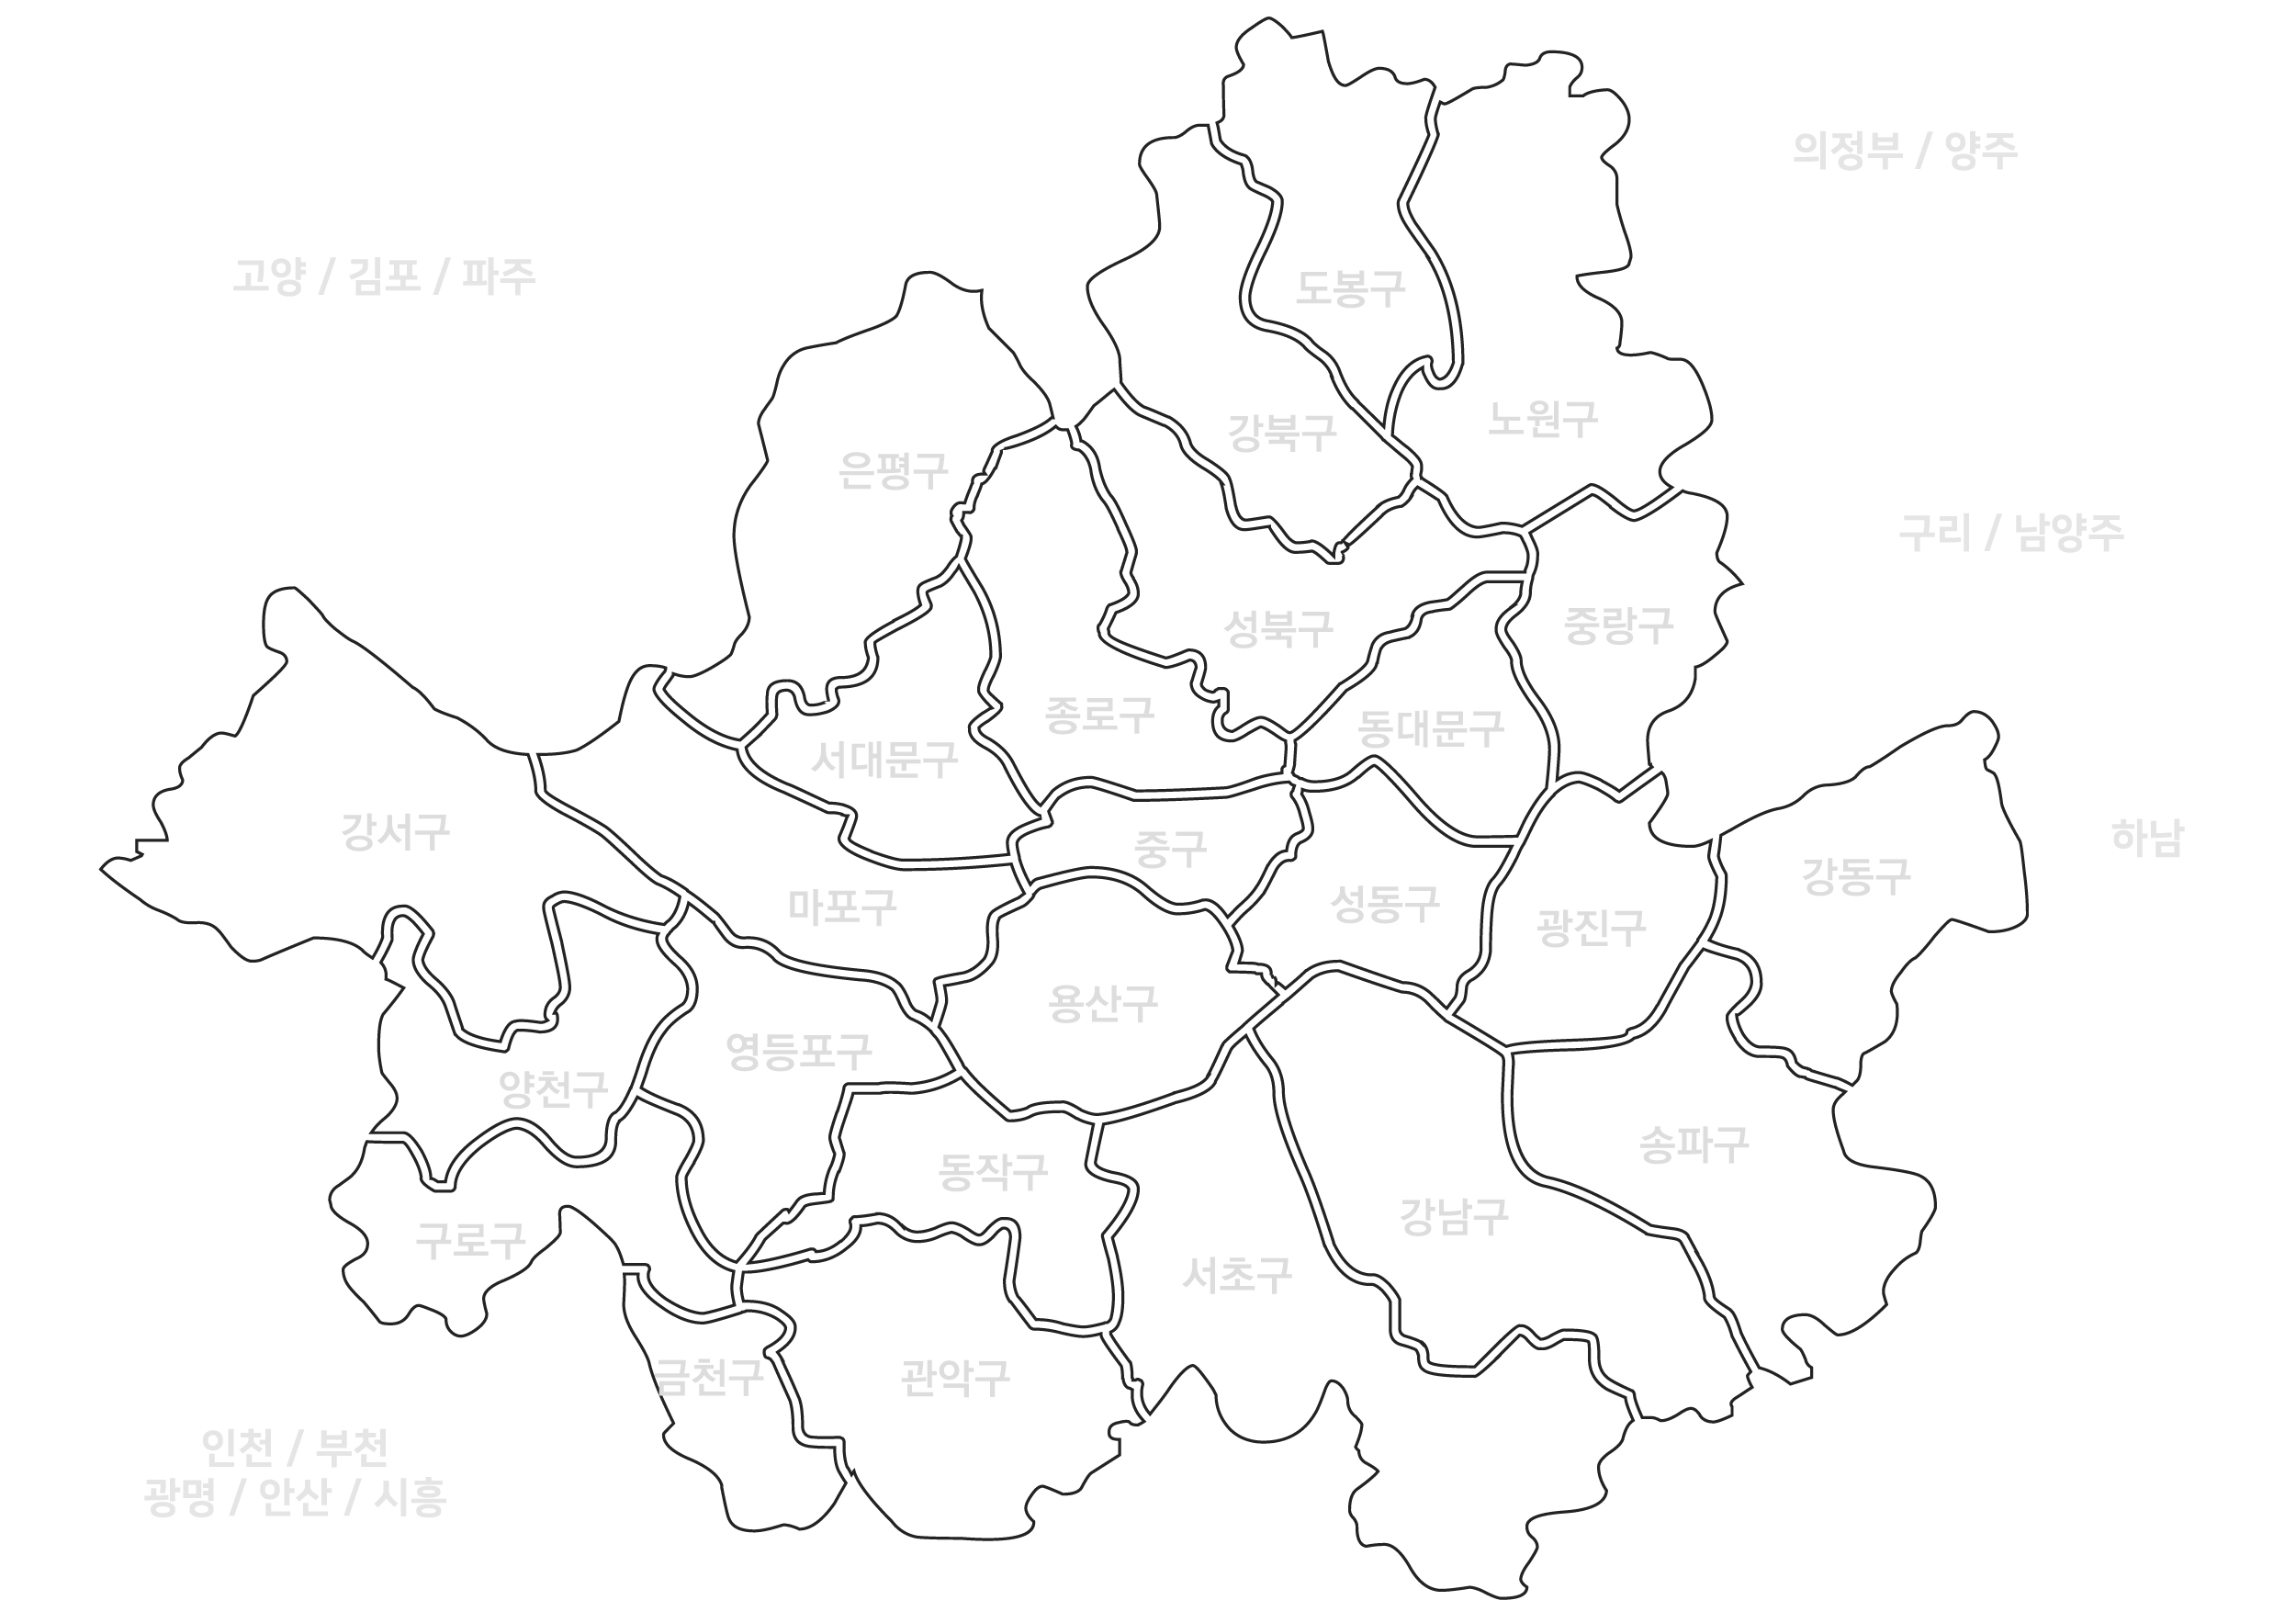 의정부 / 양주
고양 / 김포 / 파주
도봉구
노원구
강북구
은평구
구리 / 남양주
성북구
중랑구
종로구
동대문구
서대문구
강서구
중구
하남
마포구
성동구
강동구
광진구
용산구
영등포구
양천구
송파구
동작구
강남구
구로구
서초구
금천구
관악구
인천 / 부천
광명 / 안산 / 시흥